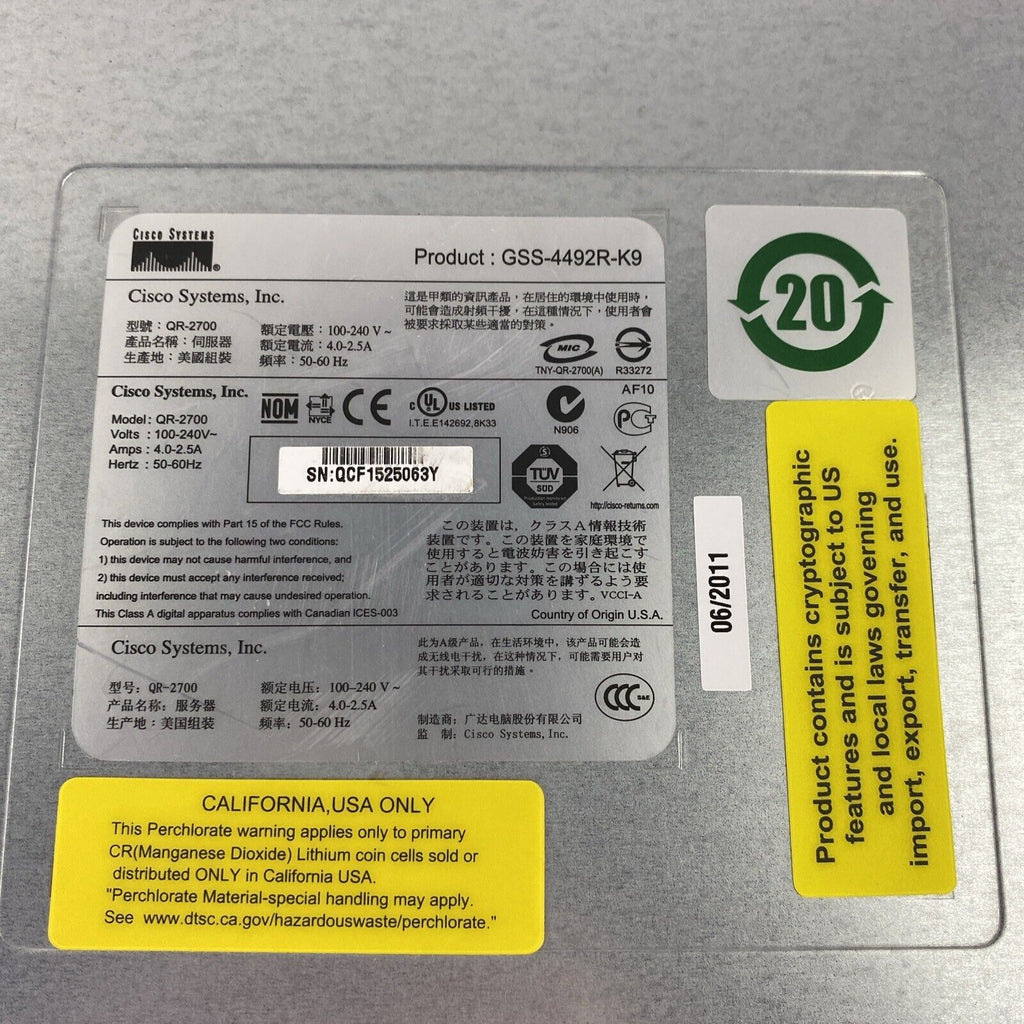 CISCO SYSTEMS
®
Product : GSS-4492R-K9
Cisco Systems, Inc.
型號：QR-2700
產品名稱：伺服器
生產地：美國組裝
額定電壓：100-240 V ~
額定電流：4.0-2.5A
頻率：50-60 Hz
這是甲類的資訊產品，在居住的環境中使用時，
可能會造成射頻干擾，在這種情況下，使用者會
被要求採取某些適當的對策。
MIC
TNY-QR-2700(A)
R33272
Cisco Systems, Inc.
Model: QR-2700
Volts : 100-240V~
Amps : 4.0-2.5A
Hertz : 50-60Hz
NOM
NYCE
CE
C UL US LISTED
I.T.E.E142692,8K33
N906
AF10
SN:QCF1525063Y
S
TÜV
SÜD
Production monitored
Safety tested
http://cisco-returns.com
This device complies with Part 15 of the FCC Rules.
Operation is subject to the following two conditions:
1) this device may not cause harmful interference, and
2) this device must accept any interference received;
including interference that may cause undesired operation.
This Class A digital apparatus complies with Canadian ICES-003
この装置は，クラスＡ情報技術
装置です。この装置を家庭環境で
使用すると電波妨害を引き起こす
ことがあります。この場合には使
用者が適切な対策を講ずるよう要
求されることがあります。VCCI-A
Country of Origin U.S.A.
Cisco Systems, Inc.
型号：QR-2700
产品名称：服务器
生产地：美国组装
额定电压：100-240 V ~
额定电流：4.0-2.5A
频率：50-60 Hz
此为A级产品，在生活环境中，该产品可能会造
成无线电干扰，在这种情况下，可能需要用户对
其干扰采取可行的措施。
CCC S&E
制造商：广达电脑股份有限公司
监 制：Cisco Systems, Inc.
20
06/2011
Product contains cryptographic
features and is subject to US
and local laws governing
import, export, transfer, and use.
CALIFORNIA,USA ONLY
This Perchlorate warning applies only to primary
CR(Manganese Dioxide) Lithium coin cells sold or
distributed ONLY in California USA.
"Perchlorate Material-special handling may apply.
See www.dtsc.ca.gov/hazardouswaste/perchlorate."